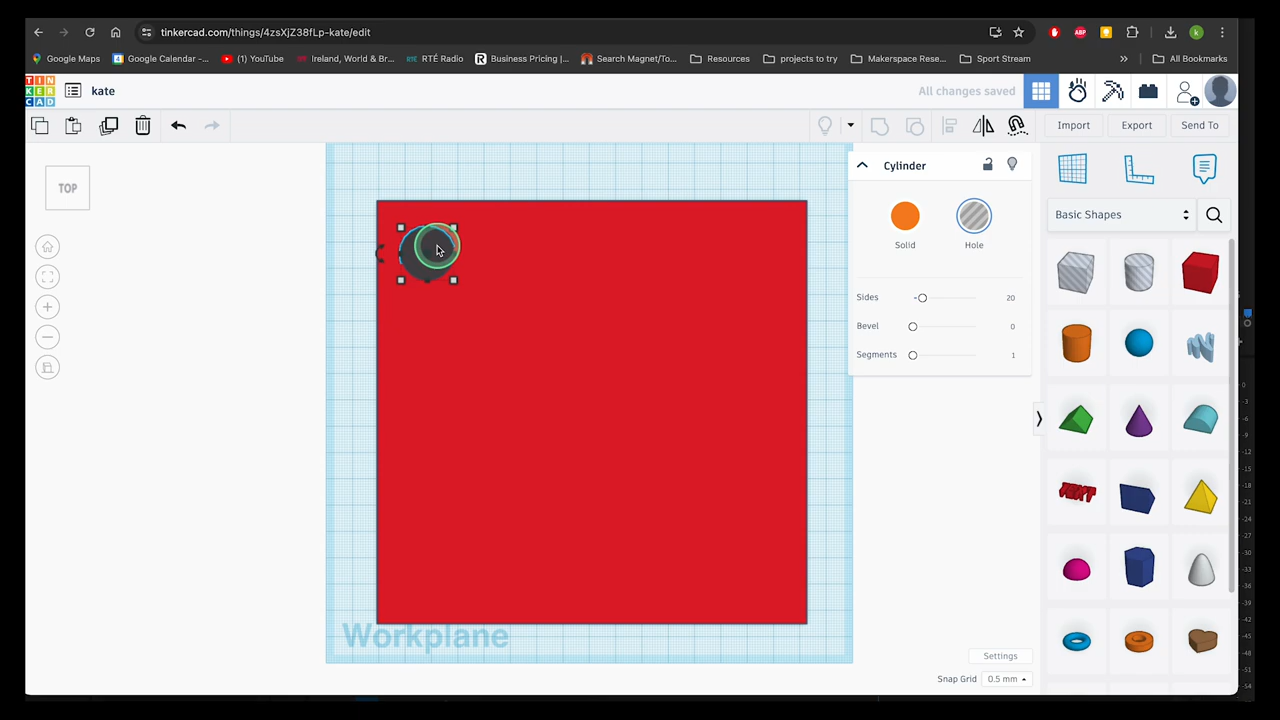 tinkercad.com/things/4zsXjZ38fLp-kate/edit
Google Maps
Google Calendar -...
(1) YouTube
Ireland, World & Br...
RTÉ Radio
Business Pricing |...
Search Magnet/To...
Resources
projects to try
Makerspace Rese...
Sport Stream
All Bookmarks
TIN
KER
CAD
kate
All changes saved
Import
Export
Send To
TOP
Cylinder
Solid
Hole
Sides 20
Bevel 0
Segments 1
Basic Shapes
Workplane
Settings
Snap Grid 0.5 mm